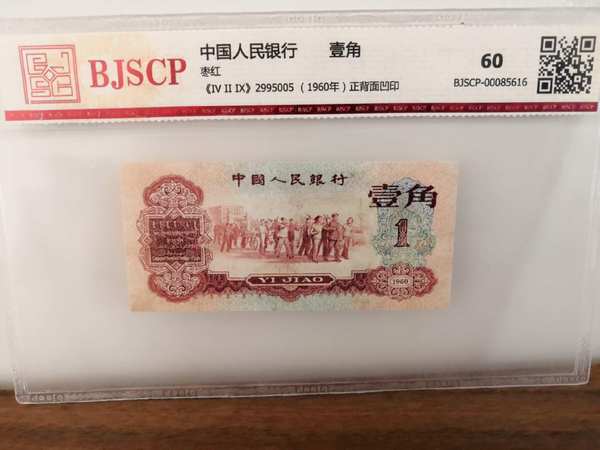 BJSCP
中国人民银行 壹角
枣红
《IV II IX》2995005 (1960年) 正背面凹印
60
BJSCP-00085616
中國人民銀行
壹角
1
YI JIAO
1960